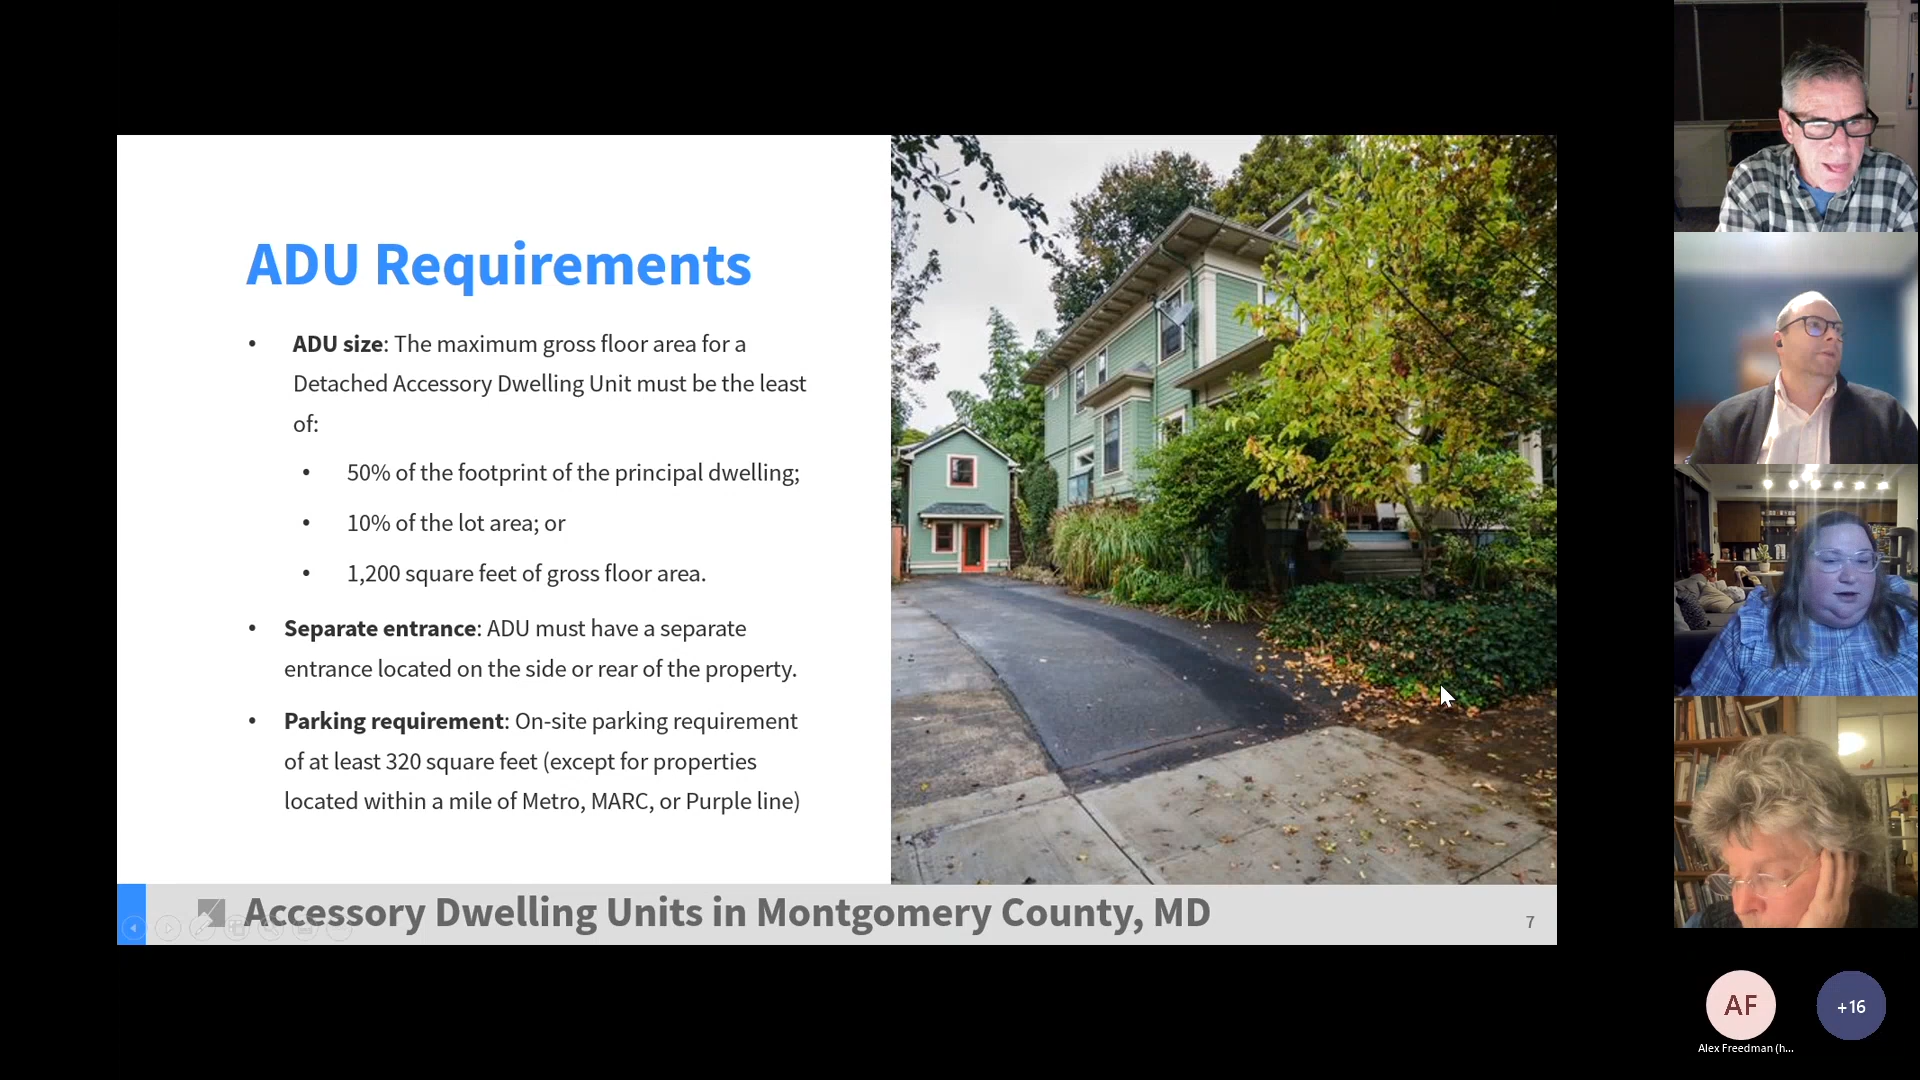 ADU Requirements
• ADU size: The maximum gross floor area for a
Detached Accessory Dwelling Unit must be the least
of:
• 50% of the footprint of the principal dwelling;
• 10% of the lot area; or
• 1,200 square feet of gross floor area.
• Separate entrance: ADU must have a separate
entrance located on the side or rear of the property.
• Parking requirement: On-site parking requirement
of at least 320 square feet (except for properties
located within a mile of Metro, MARC, or Purple line)
Accessory Dwelling Units in Montgomery County, MD
7
AF
+16
Alex Freedman (h...